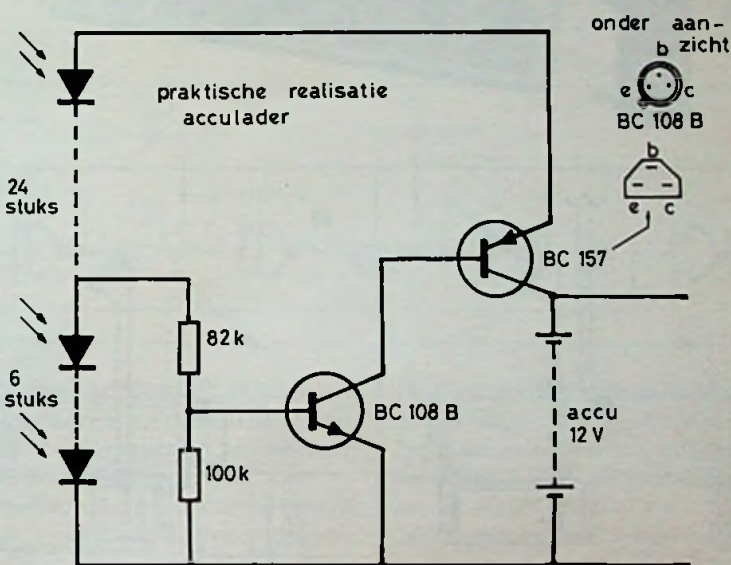 onder aan-
zicht
b
e c
BC 108 B
b
e c
praktische realisatie
acculader
24
stuks
BC 157
82k
6
stuks
BC 108 B
accu
12 V
100k